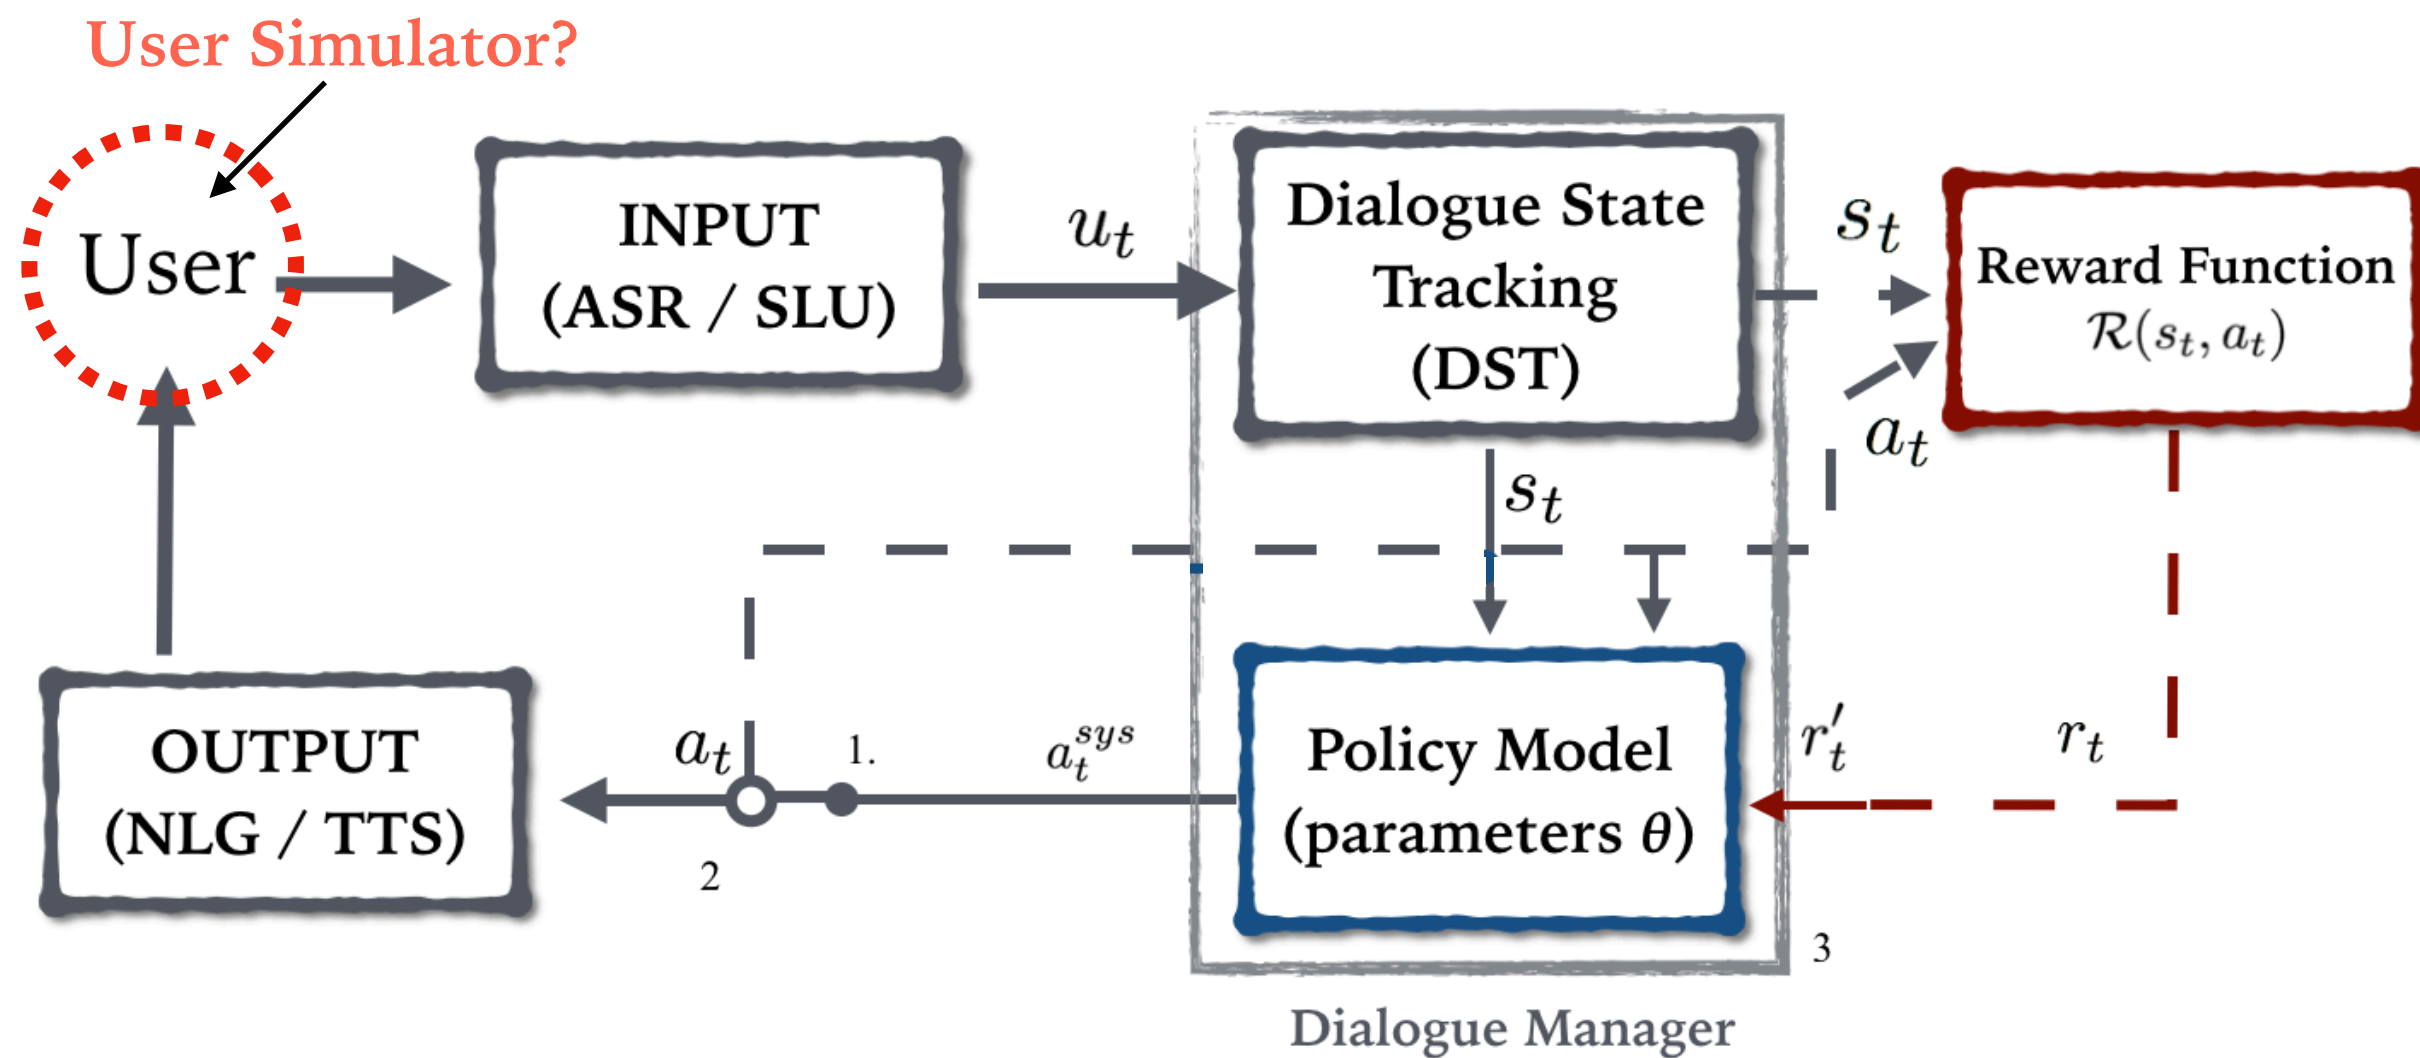 User Simulator?
User
INPUT
(ASR / SLU)
u_t
Dialogue State
Tracking
(DST)
s_t
Reward Function
R(s_t, a_t)
a_t
s_t
OUTPUT
(NLG / TTS)
a_t
1.
2
a_t^{sys}
Policy Model
(parameters θ)
r'_t
r_t
3
Dialogue Manager